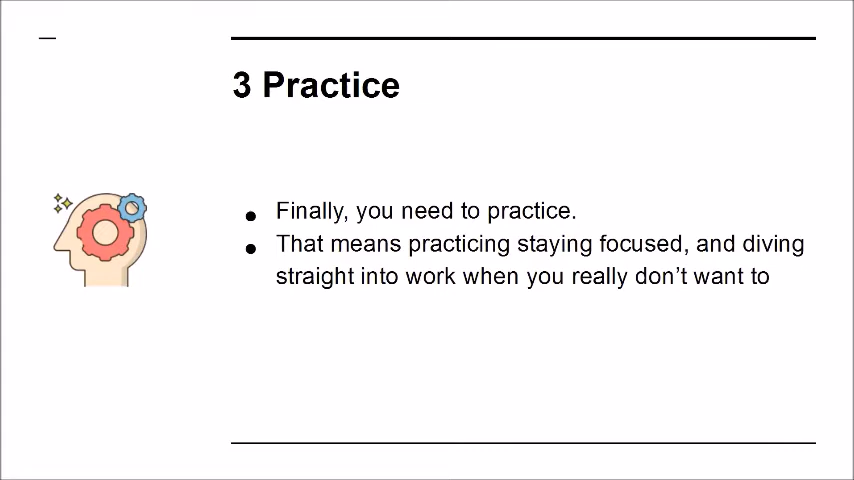 3 Practice
● Finally, you need to practice.
● That means practicing staying focused, and diving
straight into work when you really don’t want to